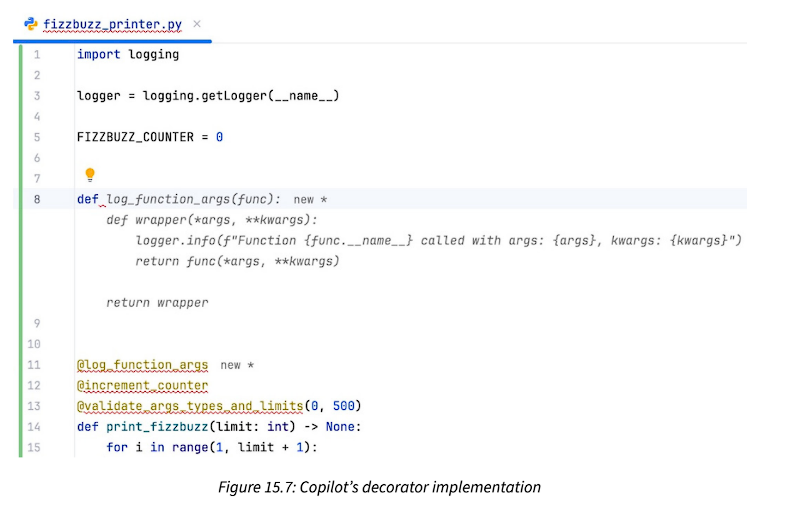 fizzbuzz_printer.py ×
1 import logging
2
3 logger = logging.getLogger(__name__)
4
5 FIZZBUZZ_COUNTER = 0
6
7
8 def log_function_args(func): new *
def wrapper(*args, **kwargs):
logger.info(f"Function {func.__name__} called with args: {args}, kwargs: {kwargs}")
return func(*args, **kwargs)
return wrapper
9
10
11 @log_function_args new *
12 @increment_counter
13 @validate_args_types_and_limits(0, 500)
14 def print_fizzbuzz(limit: int) -> None:
15 for i in range(1, limit + 1):
Figure 15.7: Copilot’s decorator implementation